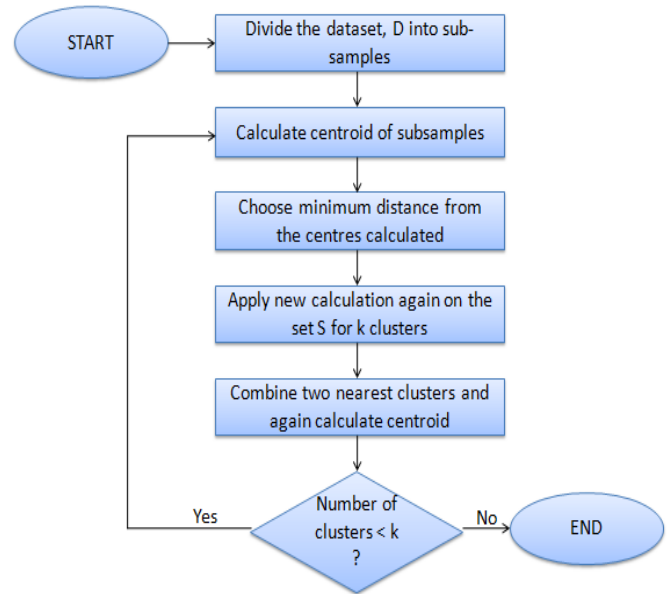 START
Divide the dataset, D into sub-
samples
Calculate centroid of subsamples
Choose minimum distance from
the centres calculated
Apply new calculation again on the
set S for k clusters
Combine two nearest clusters and
again calculate centroid
Number of
clusters < k
?
Yes
No
END